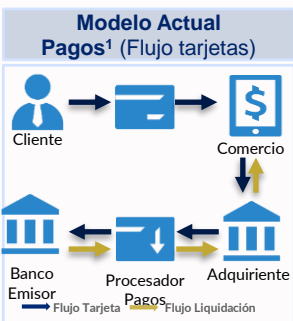 Modelo Actual
Pagos¹ (Flujo tarjetas)
Cliente
Comercio
Banco
Emisor
Procesador
Pagos
Adquiriente
Flujo Tarjeta
Flujo Liquidación